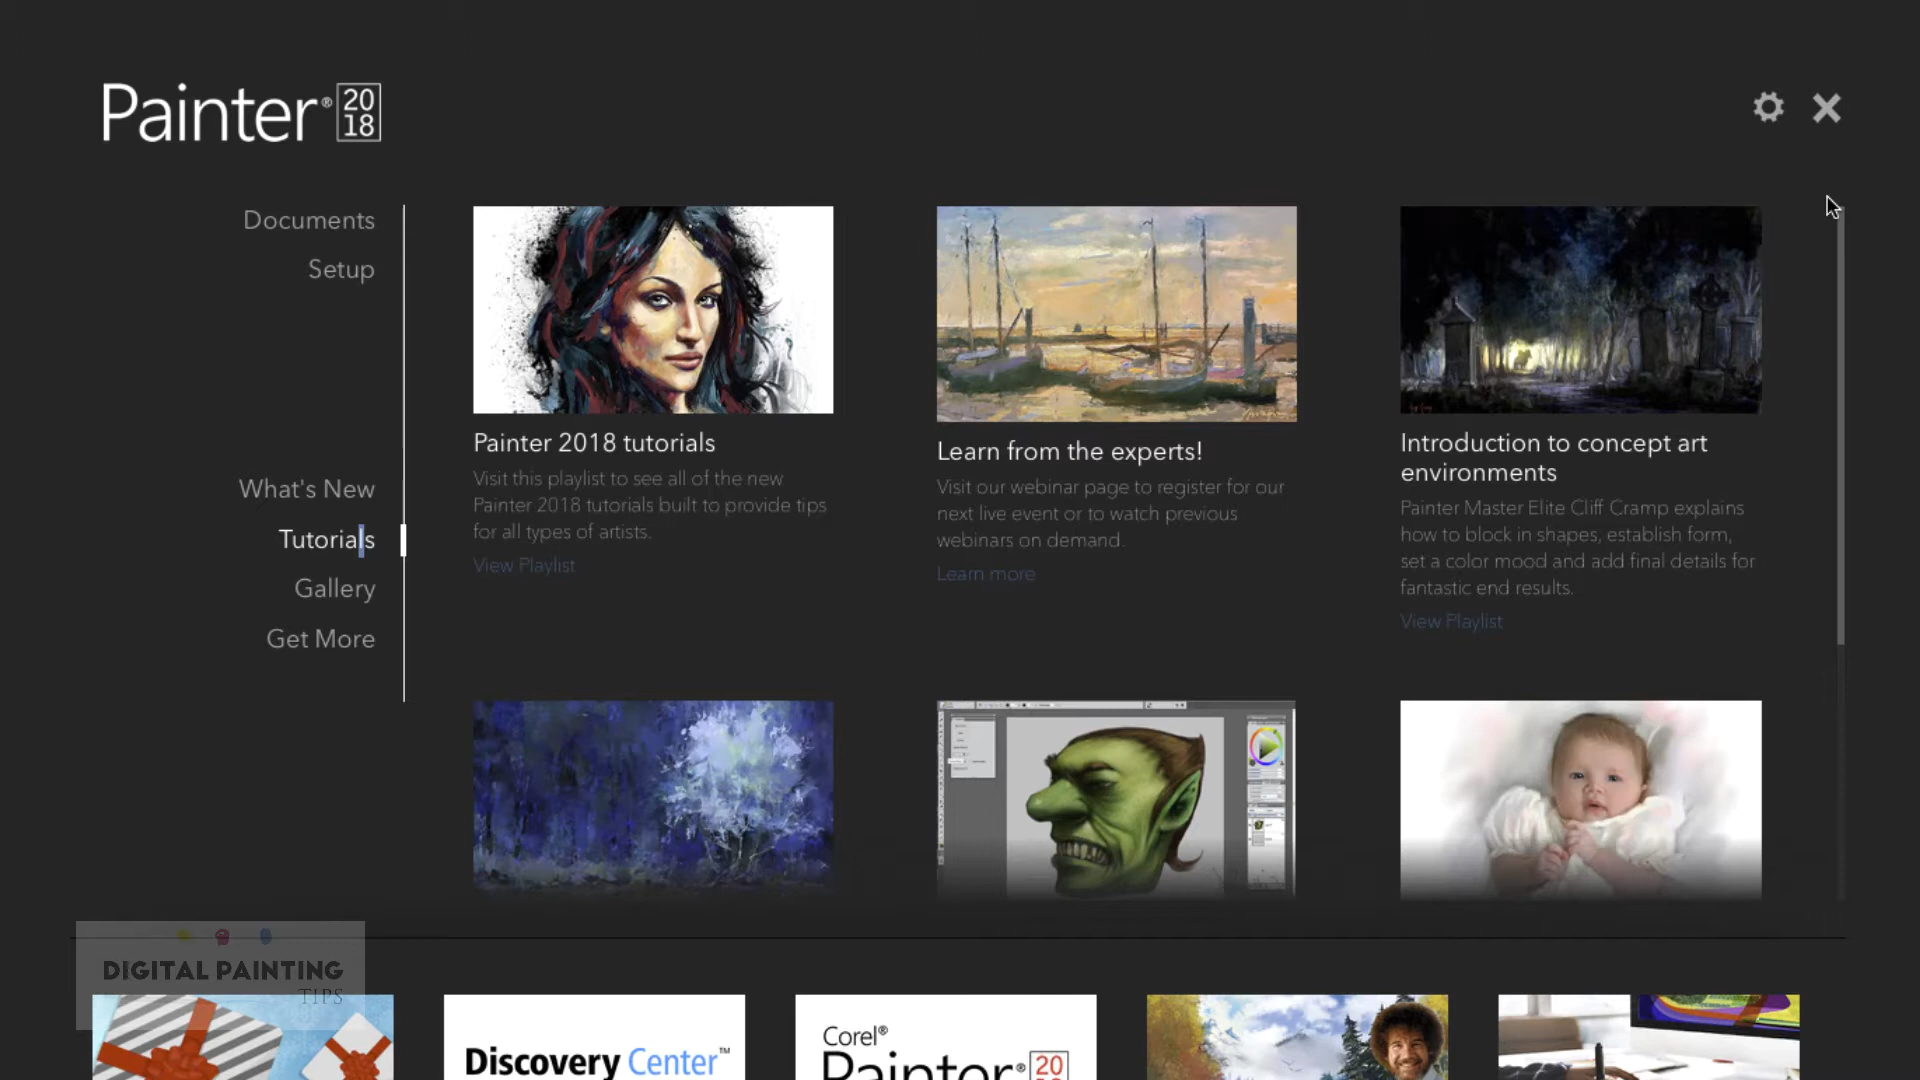 Painter® 20
18
Documents
Setup
What's New
Tutorials
Gallery
Get More
Painter 2018 tutorials
Visit this playlist to see all of the new
Painter 2018 tutorials built to provide tips
for all types of artists.
View Playlist
Learn from the experts!
Visit our webinar page to register for our
next live event or to watch previous
webinars on demand.
Learn more
Introduction to concept art
environments
Painter Master Elite Cliff Cramp explains
how to block in shapes, establish form,
set a color mood and add final details for
fantastic end results.
View Playlist
DIGITAL PAINTING
TIPS
Discovery Center™
Corel®
Painter® 20